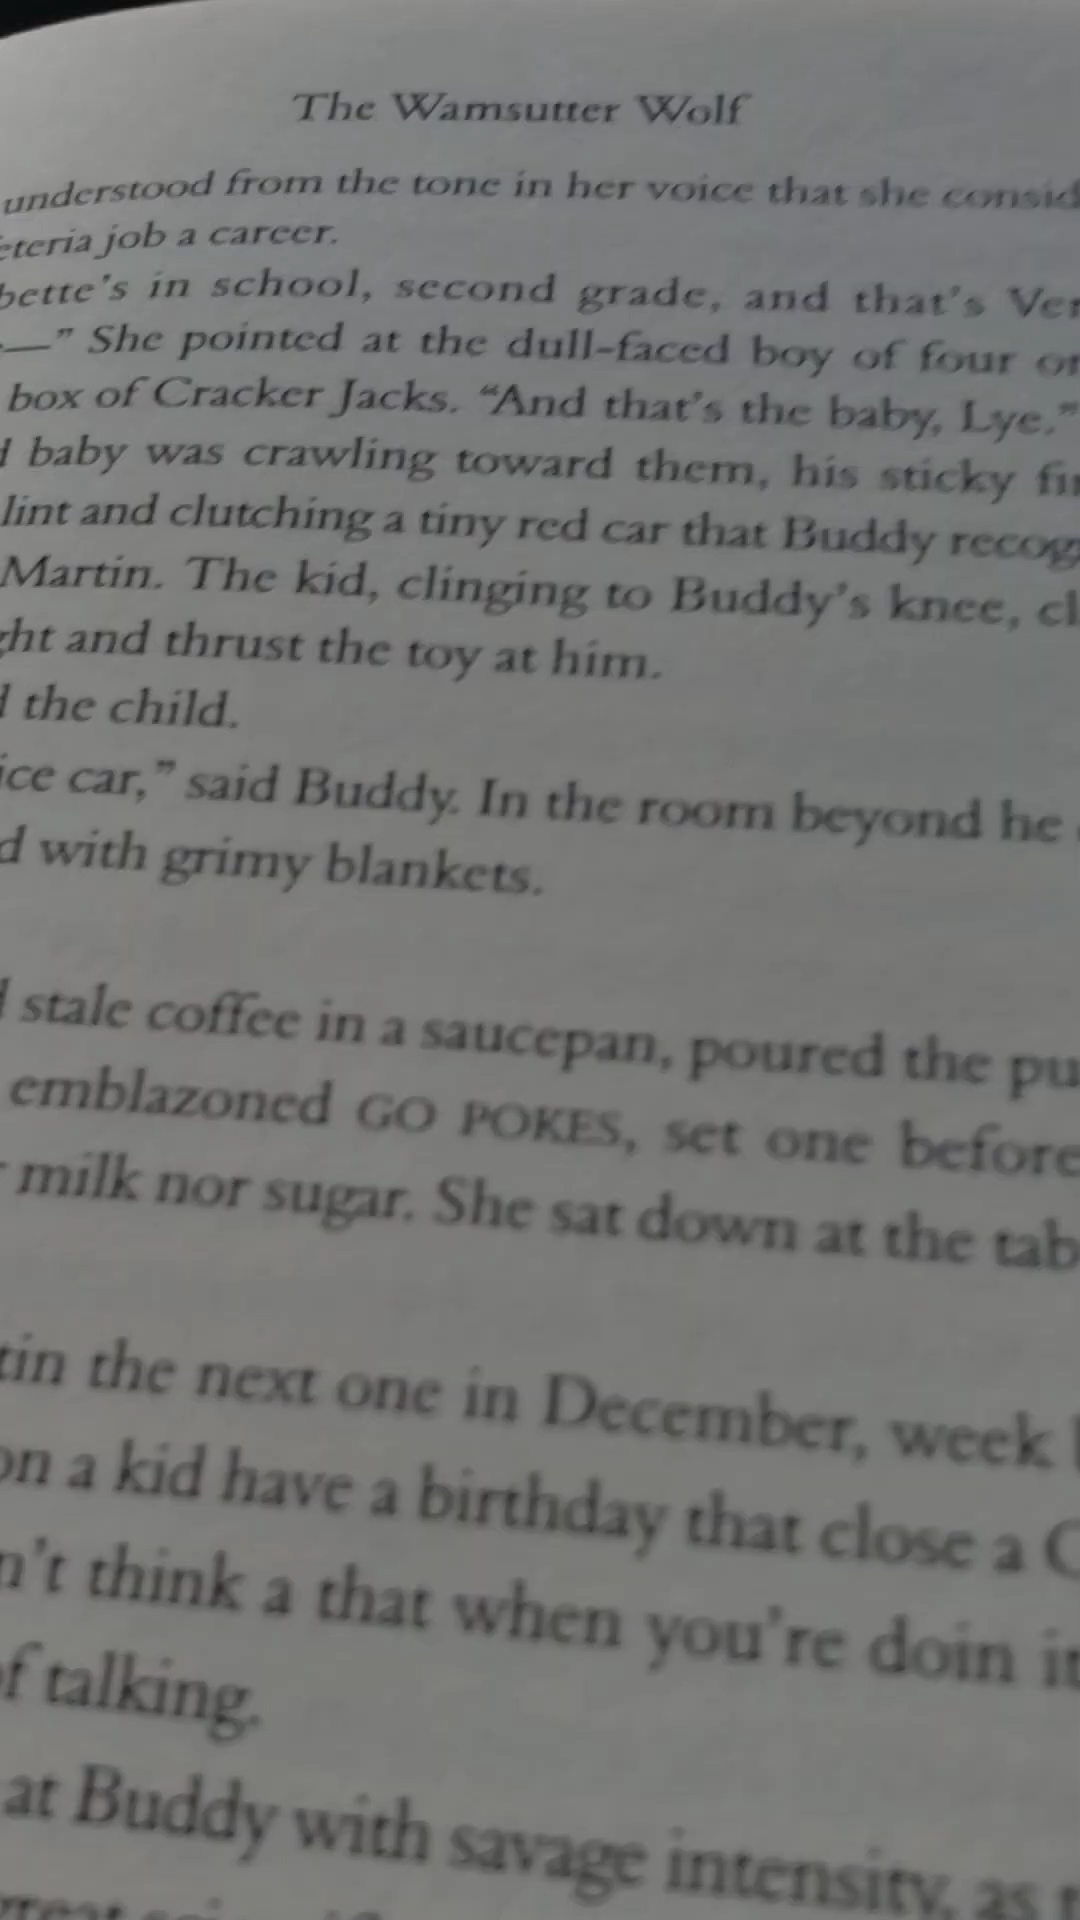 The Wamsutter Wolf
understood from the tone in her voice that she consid
eteria job a career.
bette's in school, second grade, and that's Ver
—" She pointed at the dull-faced boy of four or
box of Cracker Jacks. "And that's the baby, Lye."
d baby was crawling toward them, his sticky fin
lint and clutching a tiny red car that Buddy recog
Martin. The kid, clinging to Buddy's knee, cl
ght and thrust the toy at him.
d the child.
ice car," said Buddy. In the room beyond he
d with grimy blankets.
d stale coffee in a saucepan, poured the pu
emblazoned GO POKES, set one before
r milk nor sugar. She sat down at the tab
tin the next one in December, week
on a kid have a birthday that close a C
n't think a that when you're doin it
of talking.
at Buddy with savage intensity, as